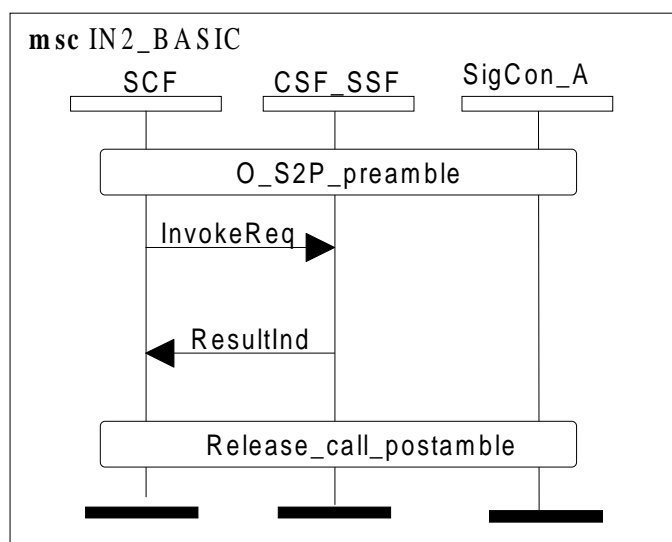 msc IN2_BASIC
SCF CSF_SSF SigCon_A
O_S2P_preamble
InvokeReq
ResultInd
Release_call_postamble